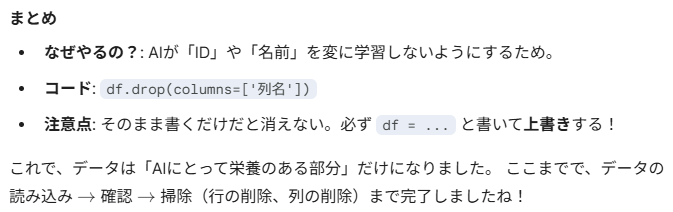 まとめ
• なぜやるの？: AIが「ID」や「名前」を変に学習しないようにするため。
• コード: df.drop(columns=['列名'])
• 注意点: そのまま書くだけだと消えない。必ず df = ... と書いて上書きする！
これで、データは「AIにとって栄養のある部分」だけになりました。 ここまでで、データの
読み込み → 確認 → 掃除（行の削除、列の削除）まで完了しましたね！